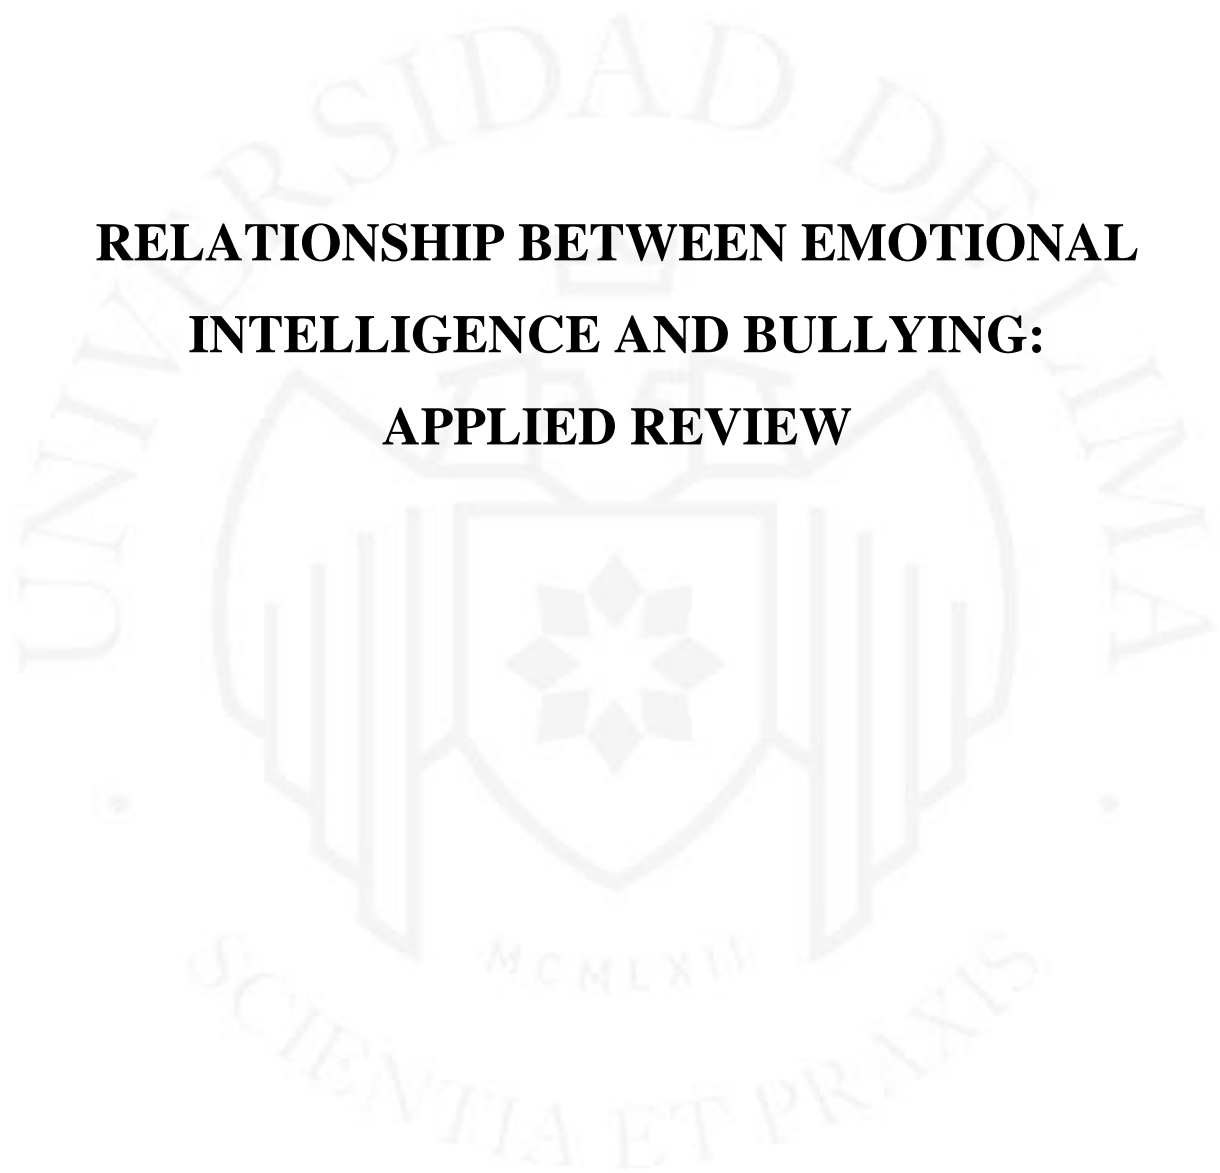 UNIVERSIDAD DE LIMA
RELATIONSHIP BETWEEN EMOTIONAL
INTELLIGENCE AND BULLYING:
APPLIED REVIEW
MCMLXII
SCIENTIA ET PRAXIS